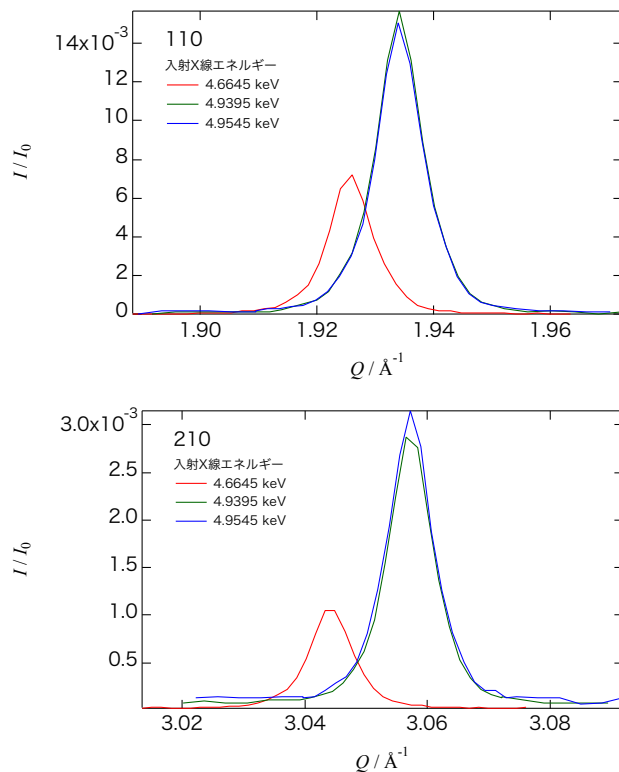 14x10⁻³
110
入射X線エネルギー
4.6645 keV
4.9395 keV
4.9545 keV
12
10
8
6
4
2
0
I / I₀
1.90 1.92 1.94 1.96
Q / Å⁻¹
3.0x10⁻³
210
入射X線エネルギー
4.6645 keV
4.9395 keV
4.9545 keV
2.5
2.0
1.5
1.0
0.5
I / I₀
3.02 3.04 3.06 3.08
Q / Å⁻¹